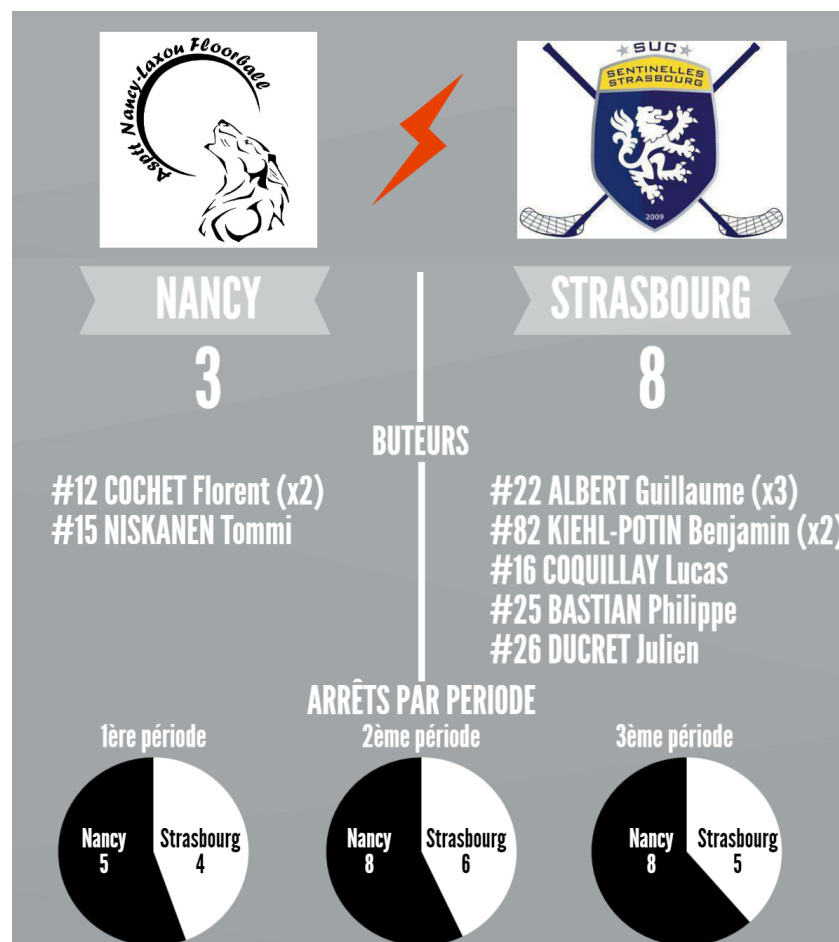 Asptt Nancy-Laxou Floorball
SUC
SENTINELLES
STRASBOURG
2009
NANCY
STRASBOURG
3
8
BUTEURS
#12 COCHET Florent (x2)
#15 NISKANEN Tommi
#22 ALBERT Guillaume (x3)
#82 KIEHL-POTIN Benjamin (x2)
#16 COQUILLAY Lucas
#25 BASTIAN Philippe
#26 DUCRET Julien
ARRÊTS PAR PERIODE
1ère période
2ème période
3ème période
Nancy
5
Strasbourg
4
Nancy
8
Strasbourg
6
Nancy
8
Strasbourg
5